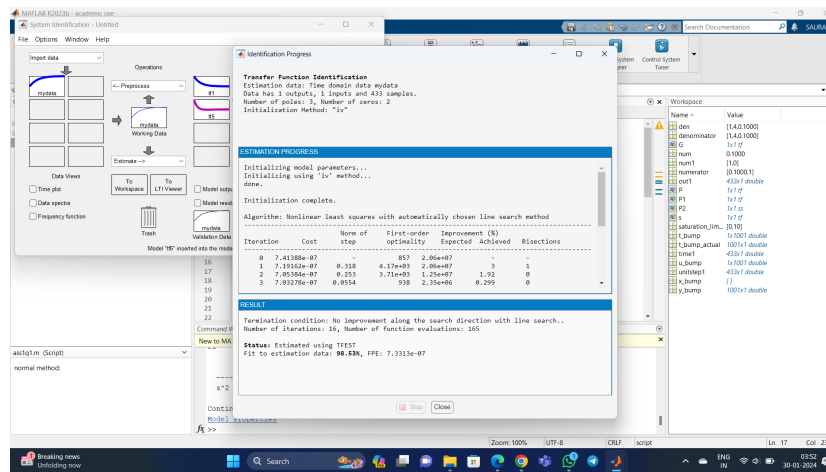 MATLAB R2023b - academic use
System Identification - Untitled
File Options Window Help
Import data
Operations
<-- Preprocess
mydata
mydata
Working Data
Estimate -->
Data Views
To Workspace
To LTI Viewer
Time plot
Data spectra
Frequency function
Trash
tf1
tf5
Model outp
Model resid
mydata
Validation Data
Model "tf6" inserted into the mode
Identification Progress
Transfer Function Identification
Estimation data: Time domain data mydata
Data has 1 outputs, 1 inputs and 433 samples.
Number of poles: 3, Number of zeros: 2
Initialization Method: "iv"
ESTIMATION PROGRESS
Initializing model parameters...
Initializing using 'iv' method...
done.
Initialization complete.
Algorithm: Nonlinear least squares with automatically chosen line search method
Norm of First-order Improvement (%)
Iteration Cost step optimality Expected Achieved Bisections
0 7.41388e-07 - 857 2.06e+07 - -
1 7.19162e-07 0.318 4.17e+03 2.06e+07 3 1
2 7.05384e-07 0.253 3.71e+03 1.25e+07 1.92 0
3 7.03278e-07 0.0554 938 2.35e+06 0.299 0
RESULT
Termination condition: No improvement along the search direction with line search..
Number of iterations: 16, Number of function evaluations: 165
Status: Estimated using TFEST
Fit to estimation data: 98.53%, FPE: 7.3313e-07
Stop
Close
Search Documentation
SAURA
System
Control System
Tuner
Workspace
Name
Value
den [1,4,0.1000]
denominator [1,4,0.1000]
G 1x1 tf
num 0.1000
num1 [1,0]
numerator [0.1000,1]
out1 433x1 double
P 1x1 tf
P1 1x1 tf
P2 1x1 ss
s 1x1 tf
saturation_lim... [0,10]
t_bump 1x1001 double
t_bump_actual 1001x1 double
time1 433x1 double
u_bump 1x1001 double
unitstep1 433x1 double
x_bump []
y_bump 1001x1 double
16
17
18
19
20
21
22
Command W
New to MA
s^2
Contin
Model Properties
fx >>
ass1q1.m (Script)
normal method:
Zoom: 100% UTF-8 CRLF script Ln 17 Col 2
Breaking news
Unfolding now
Search
ENG
IN
03:52
30-01-2024